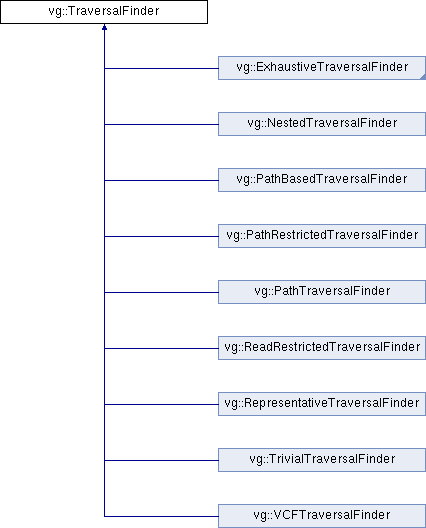 vg::TraversalFinder
vg::ExhaustiveTraversalFinder
vg::NestedTraversalFinder
vg::PathBasedTraversalFinder
vg::PathRestrictedTraversalFinder
vg::PathTraversalFinder
vg::ReadRestrictedTraversalFinder
vg::RepresentativeTraversalFinder
vg::TrivialTraversalFinder
vg::VCFTraversalFinder